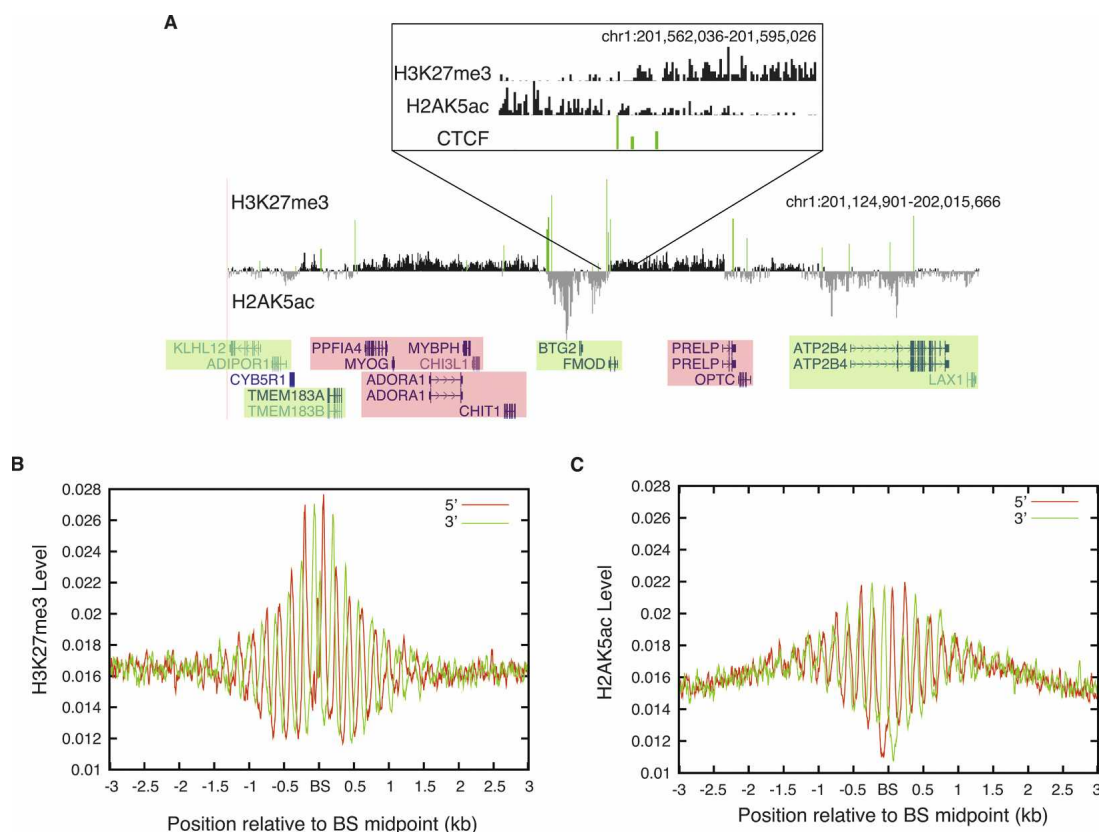 A
chr1:201,562,036-201,595,026
H3K27me3
H2AK5ac
CTCF
H3K27me3
chr1:201,124,901-202,015,666
H2AK5ac
KLHL12 PPFIA4 MYBPH BTG2 PRELP ATP2B4
ADIPOR1 MYOG CHI3L1 FMOD PRELP ATP2B4
CYB5R1 ADORA1 OPTC LAX1
TMEM183A ADORA1
TMEM183B CHIT1
B
0.028
0.026
0.024
0.022
0.02
0.018
0.016
0.014
0.012
0.01
H3K27me3 Level
5'
3'
-3 -2.5 -2 -1.5 -1 -0.5 BS 0.5 1 1.5 2 2.5 3
Position relative to BS midpoint (kb)
C
0.028
0.026
0.024
0.022
0.02
0.018
0.016
0.014
0.012
0.01
H2AK5ac Level
5'
3'
-3 -2.5 -2 -1.5 -1 -0.5 BS 0.5 1 1.5 2 2.5 3
Position relative to BS midpoint (kb)